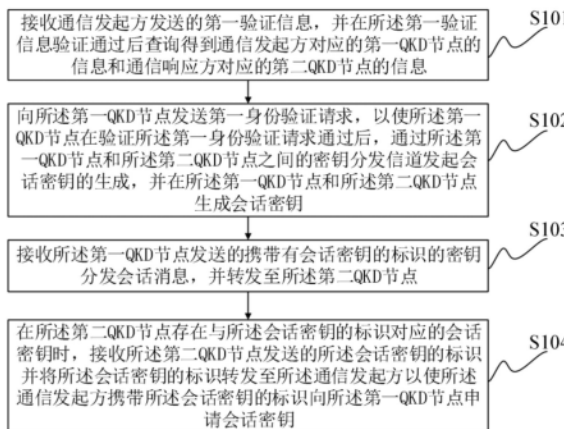 接收通信发起方发送的第一验证信息，并在所述第一验证
信息验证通过后查询得到通信发起方对应的第一QKD节点的
信息和通信响应方对应的第二QKD节点的信息
S101
向所述第一QKD节点发送第一身份验证请求，以使所述第一
QKD节点在验证所述第一身份验证请求通过后，通过所述第
一QKD节点和所述第二QKD节点之间的密钥分发信道发起会
话密钥的生成，并在所述第一QKD节点和所述第二QKD节点
生成会话密钥
S102
接收所述第一QKD节点发送的携带有会话密钥的标识的密钥
分发会话消息，并转发至所述第二QKD节点
S103
在所述第二QKD节点存在与所述会话密钥的标识对应的会话
密钥时，接收所述第二QKD节点发送的所述会话密钥的标识
并将所述会话密钥的标识转发至所述通信发起方以使所述
通信发起方携带所述会话密钥的标识向所述第一QKD节点申
请会话密钥
S104